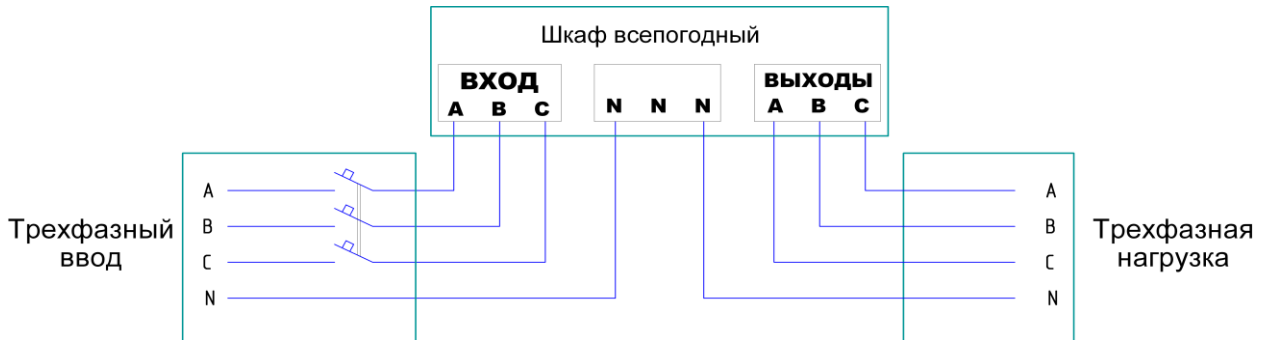 Шкаф всепогодный
ВХОД
A B C
N N N
ВЫХОДЫ
A B C
Трехфазный
ввод
A
B
C
N
A
B
C
N
Трехфазная
нагрузка